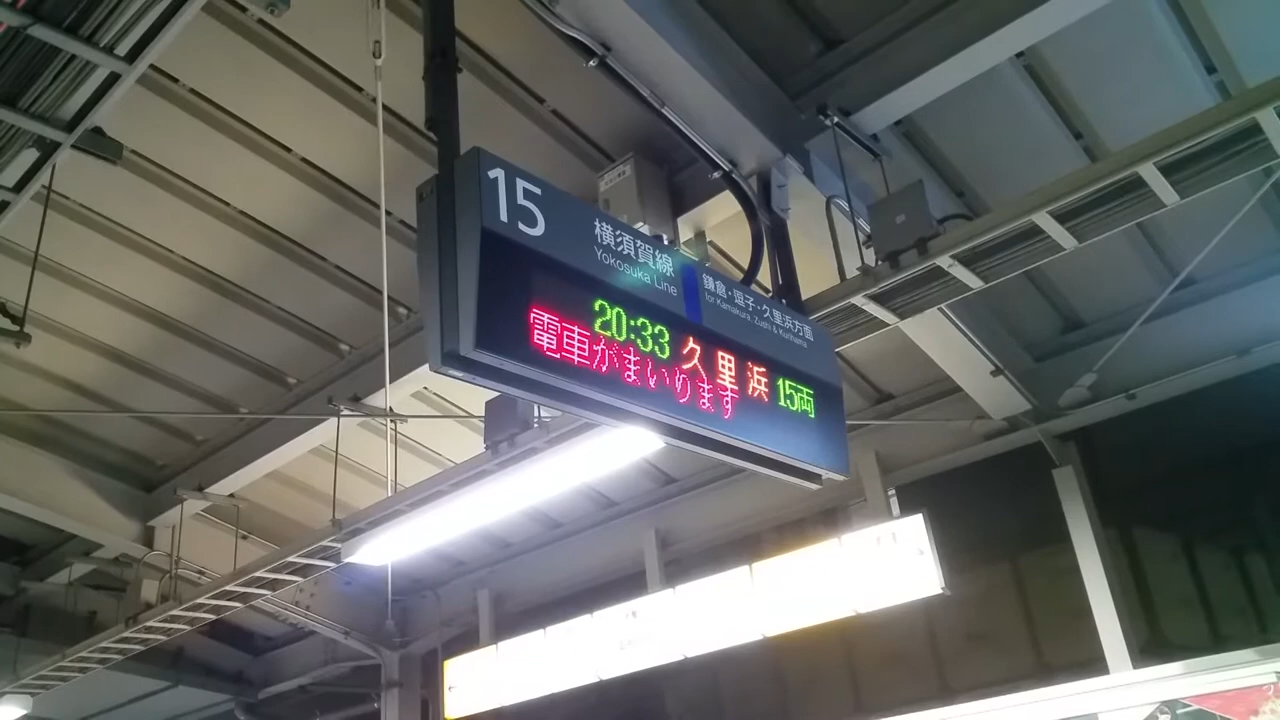 15
横須賀線
Yokosuka Line
鎌倉・逗子・久里浜方面
for Kamakura, Zushi & Kurihama
20:33 久里浜 15両
電車がまいります